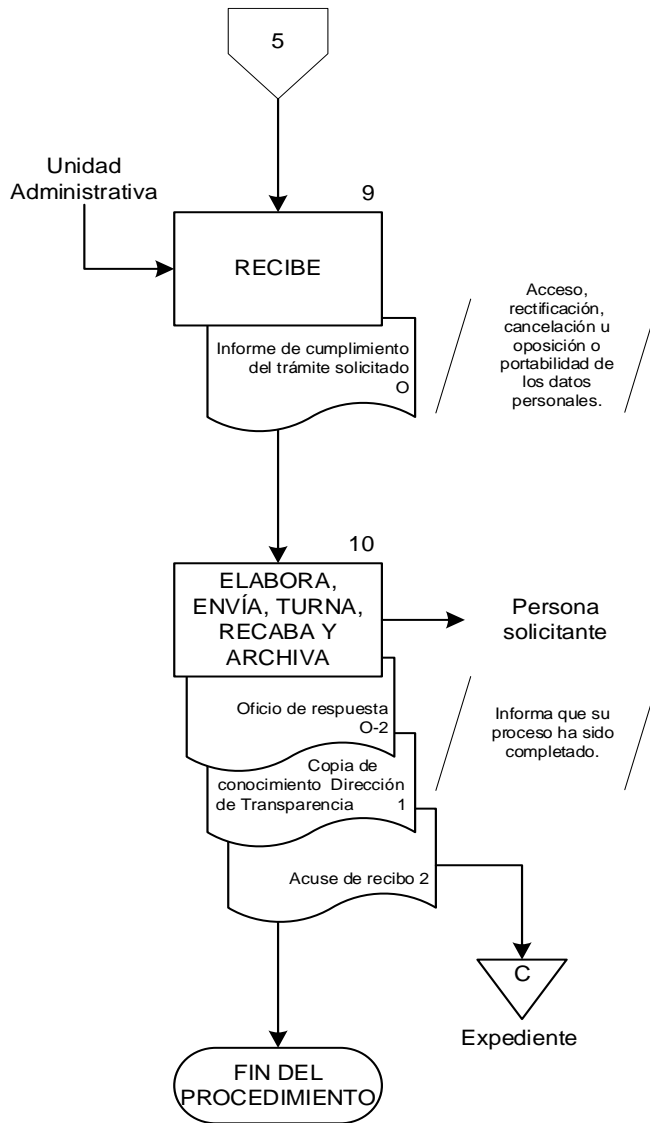 5
Unidad
Administrativa
9
RECIBE
Informe de cumplimiento
del trámite solicitado
O
Acceso,
rectificación,
cancelación u
oposición o
portabilidad de
los datos
personales.
10
ELABORA,
ENVÍA, TURNA,
RECABA Y
ARCHIVA
Persona
solicitante
Oficio de respuesta
O-2
Informa que su
proceso ha sido
completado.
Copia de
conocimiento Dirección
de Transparencia 1
Acuse de recibo 2
C
Expediente
FIN DEL
PROCEDIMIENTO